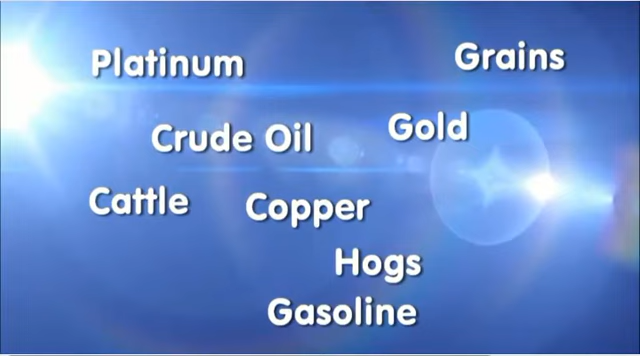 Platinum
Grains
Crude Oil
Gold
Cattle
Copper
Hogs
Gasoline